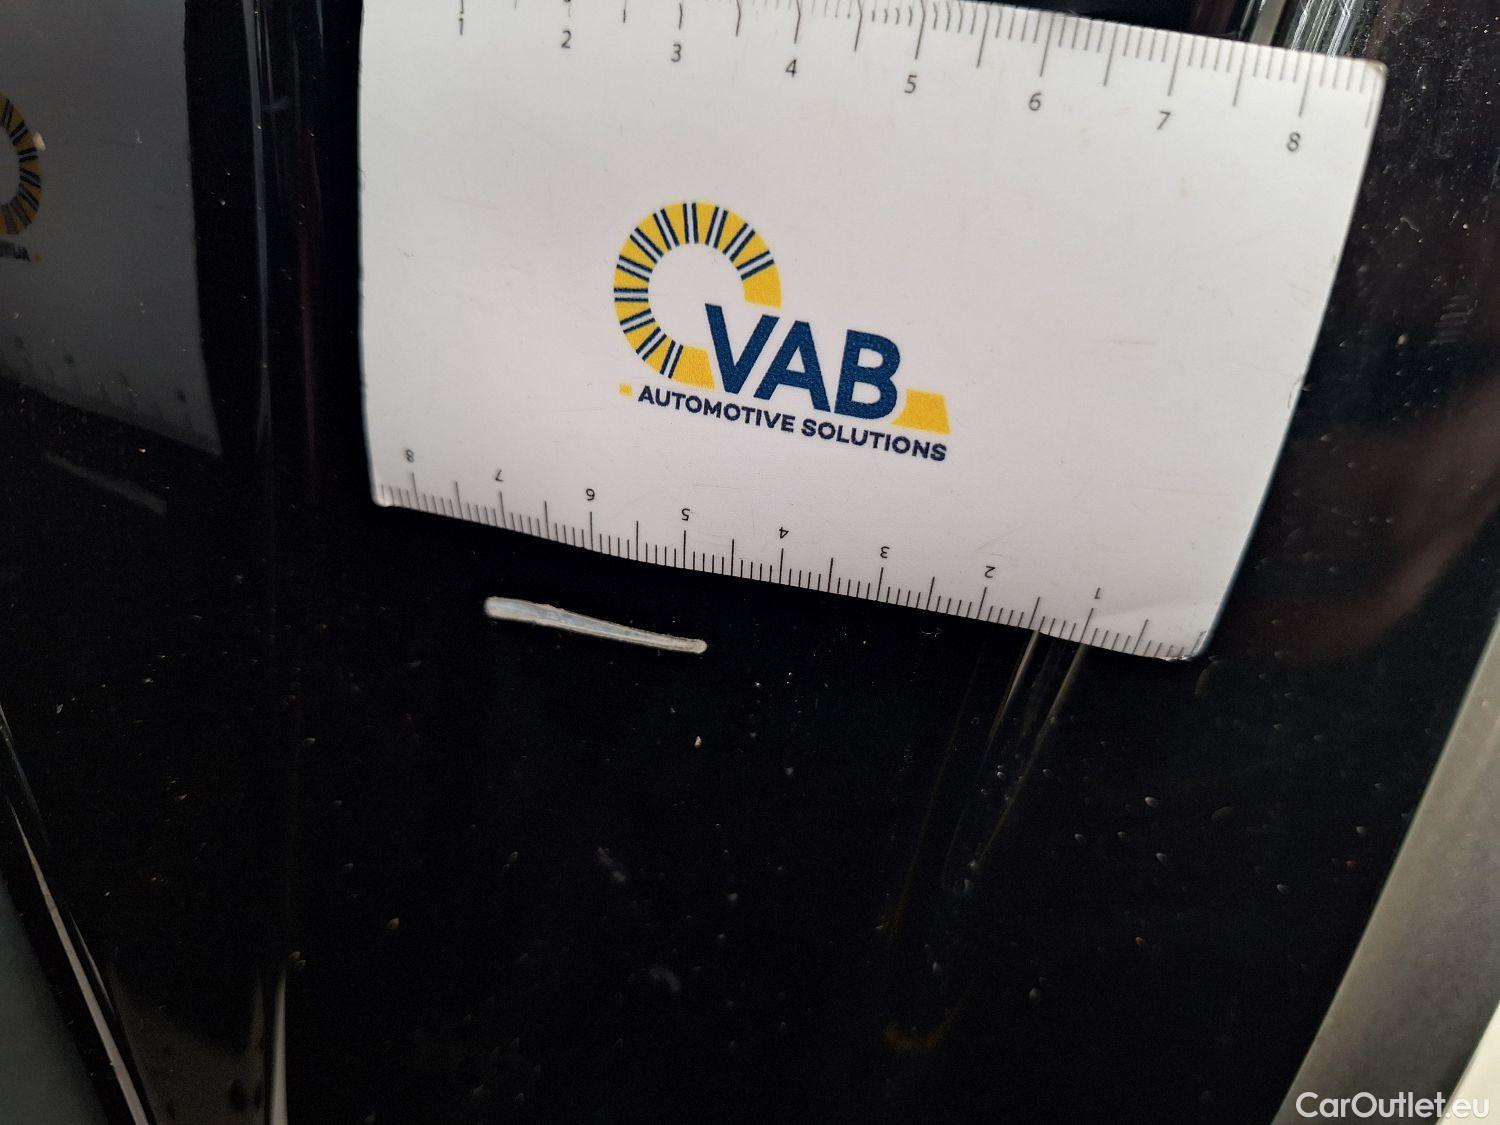 1 2 3 4 5 6 7 8
VAB
AUTOMOTIVE SOLUTIONS
8 7 6 5 4 3 2 1
CarOutlet.eu